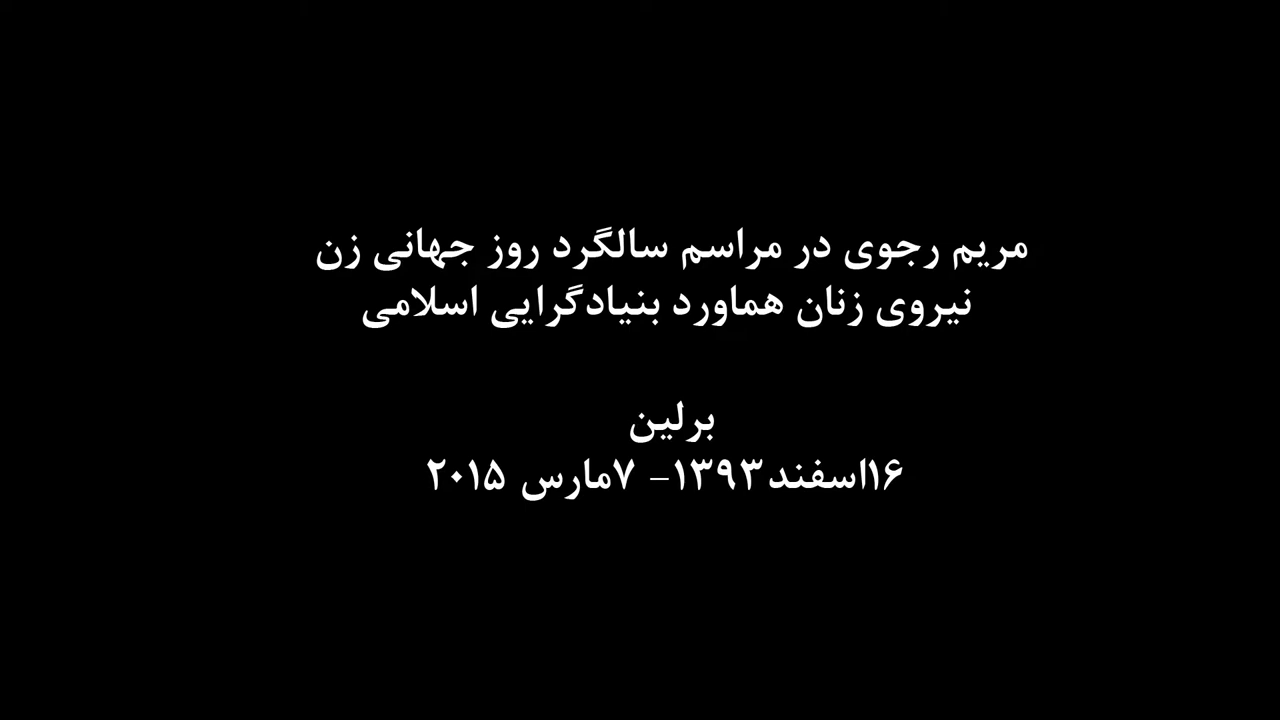 مریم رجوی در مراسم سالگرد روز جهانی زن
نیروی زنان هماورد بنیادگرایی اسلامی
برلین
۱۶اسفند۱۳۹۳- ۷مارس ۲۰۱۵